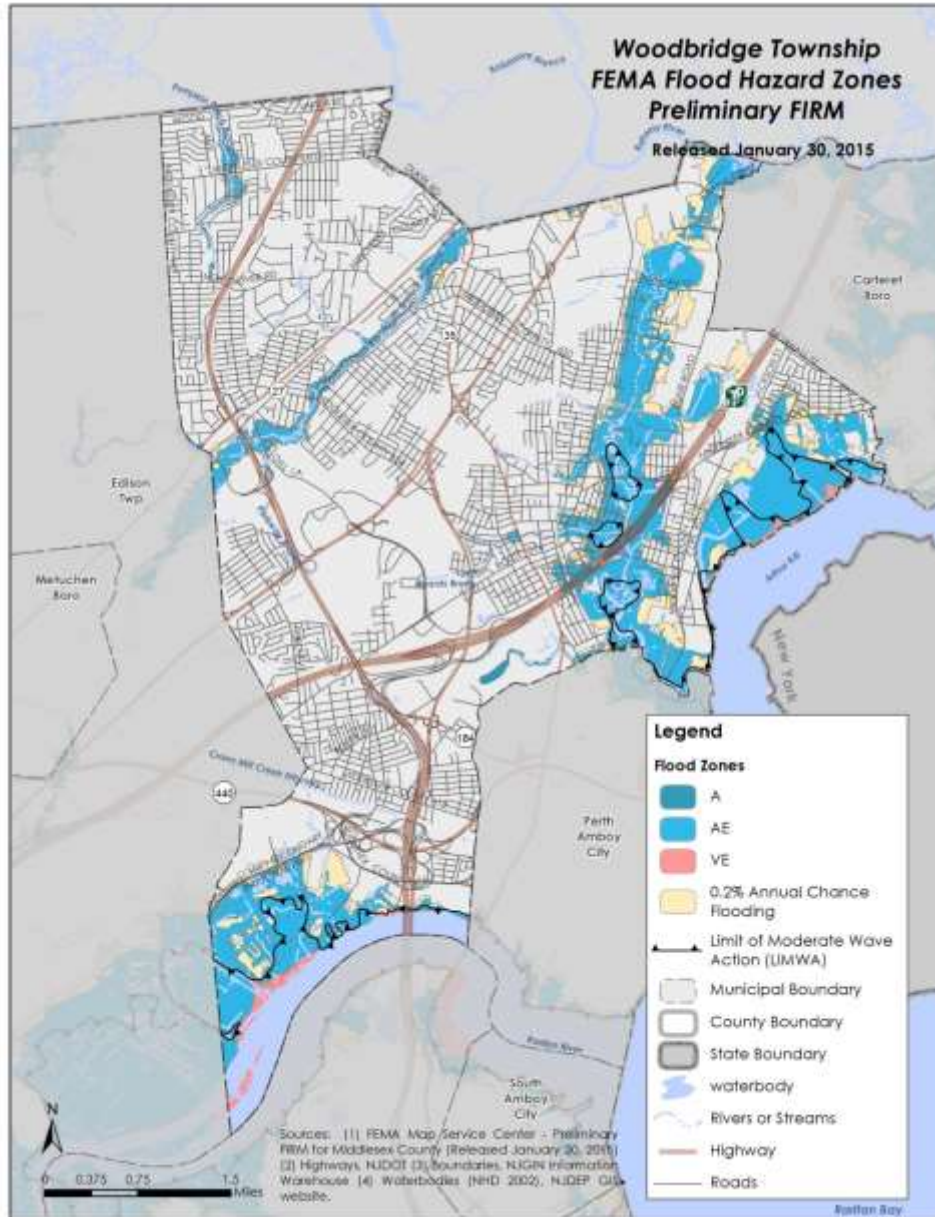 Woodbridge Township
FEMA Flood Hazard Zones
Preliminary FIRM
Released January 30, 2015
Carteret
Boro
Edison
Twp
Metuchen
Boro
New York
Perth
Amboy
City
South
Amboy
City
Raritan River
Raritan Bay
27
35
184
440
Legend
Flood Zones
A
AE
VE
0.2% Annual Chance
Flooding
Limit of Moderate Wave
Action (LIMWA)
Municipal Boundary
County Boundary
State Boundary
waterbody
Rivers or Streams
Highway
Roads
N
0 0.375 0.75 1.5
Miles
Sources: (1) FEMA Map Service Center - Preliminary
FIRM for Middlesex County (Released January 30, 2015)
(2) Highways, NJDOT (3) Boundaries, NJGIN Information
Warehouse (4) Waterbodies (NHD 2002), NJDEP GIS
website.